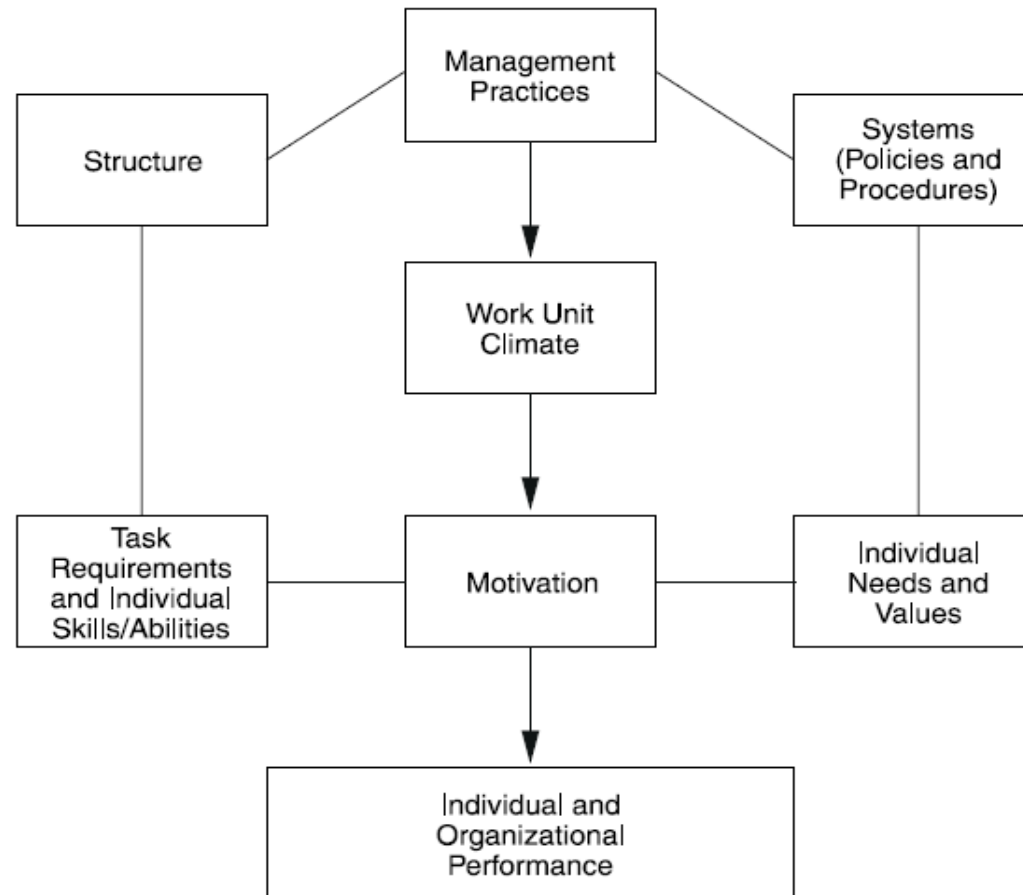 Management
Practices
Structure
Systems
(Policies and
Procedures)
Work Unit
Climate
Task
Requirements
and Individual
Skills/Abilities
Motivation
Individual
Needs and
Values
Individual and
Organizational
Performance